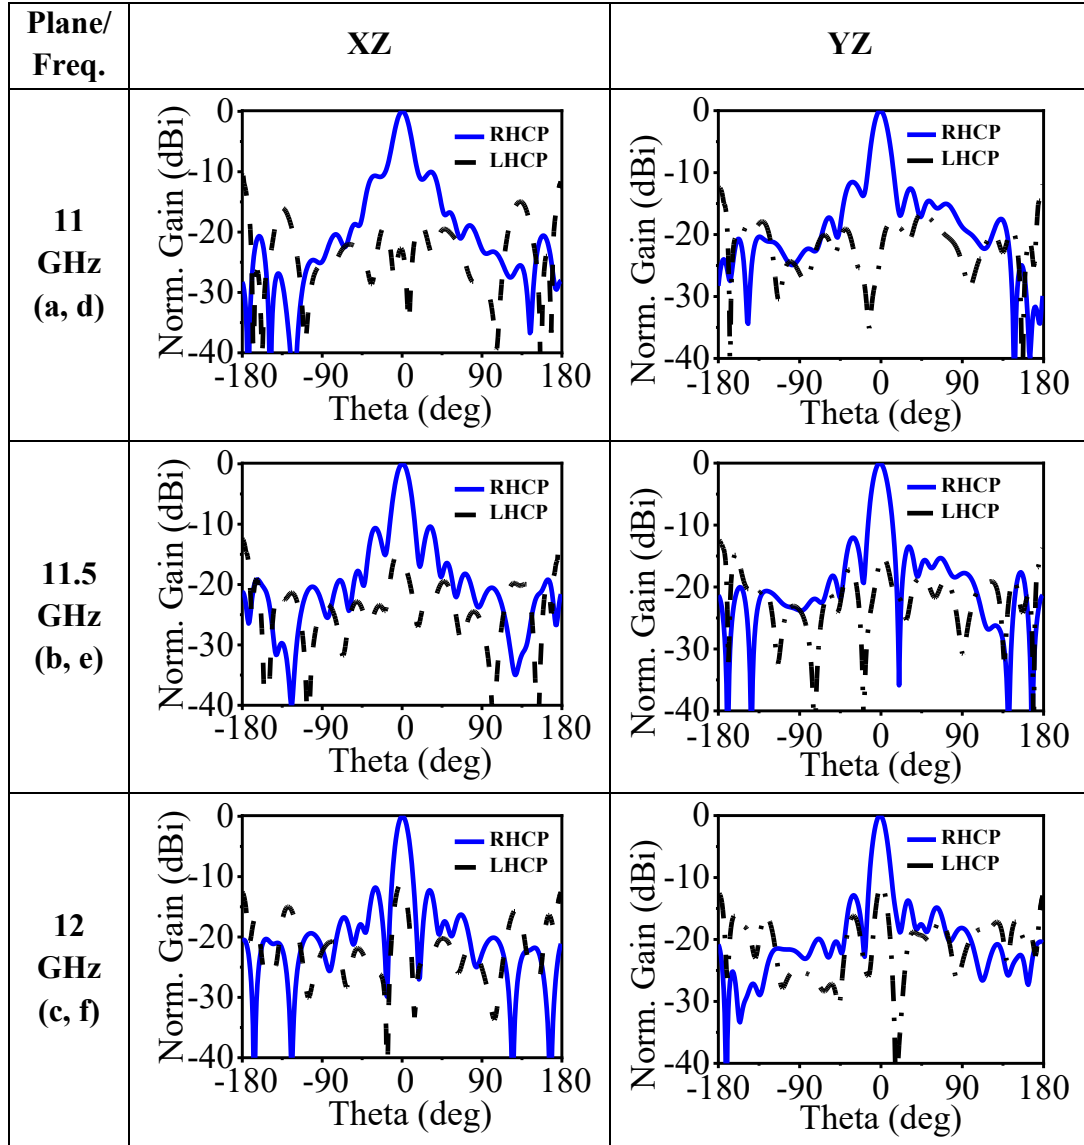 Plane/
Freq.
XZ
YZ
11
GHz
(a, d)
Norm. Gain (dBi)
0
-10
-20
-30
-40
RHCP
LHCP
-180 -90 0 90 180
Theta (deg)
Norm. Gain (dBi)
0
-10
-20
-30
-40
RHCP
LHCP
-180 -90 0 90 180
Theta (deg)
11.5
GHz
(b, e)
Norm. Gain (dBi)
0
-10
-20
-30
-40
RHCP
LHCP
-180 -90 0 90 180
Theta (deg)
Norm. Gain (dBi)
0
-10
-20
-30
-40
RHCP
LHCP
-180 -90 0 90 180
Theta (deg)
12
GHz
(c, f)
Norm. Gain (dBi)
0
-10
-20
-30
-40
RHCP
LHCP
-180 -90 0 90 180
Theta (deg)
Norm. Gain (dBi)
0
-10
-20
-30
-40
RHCP
LHCP
-180 -90 0 90 180
Theta (deg)